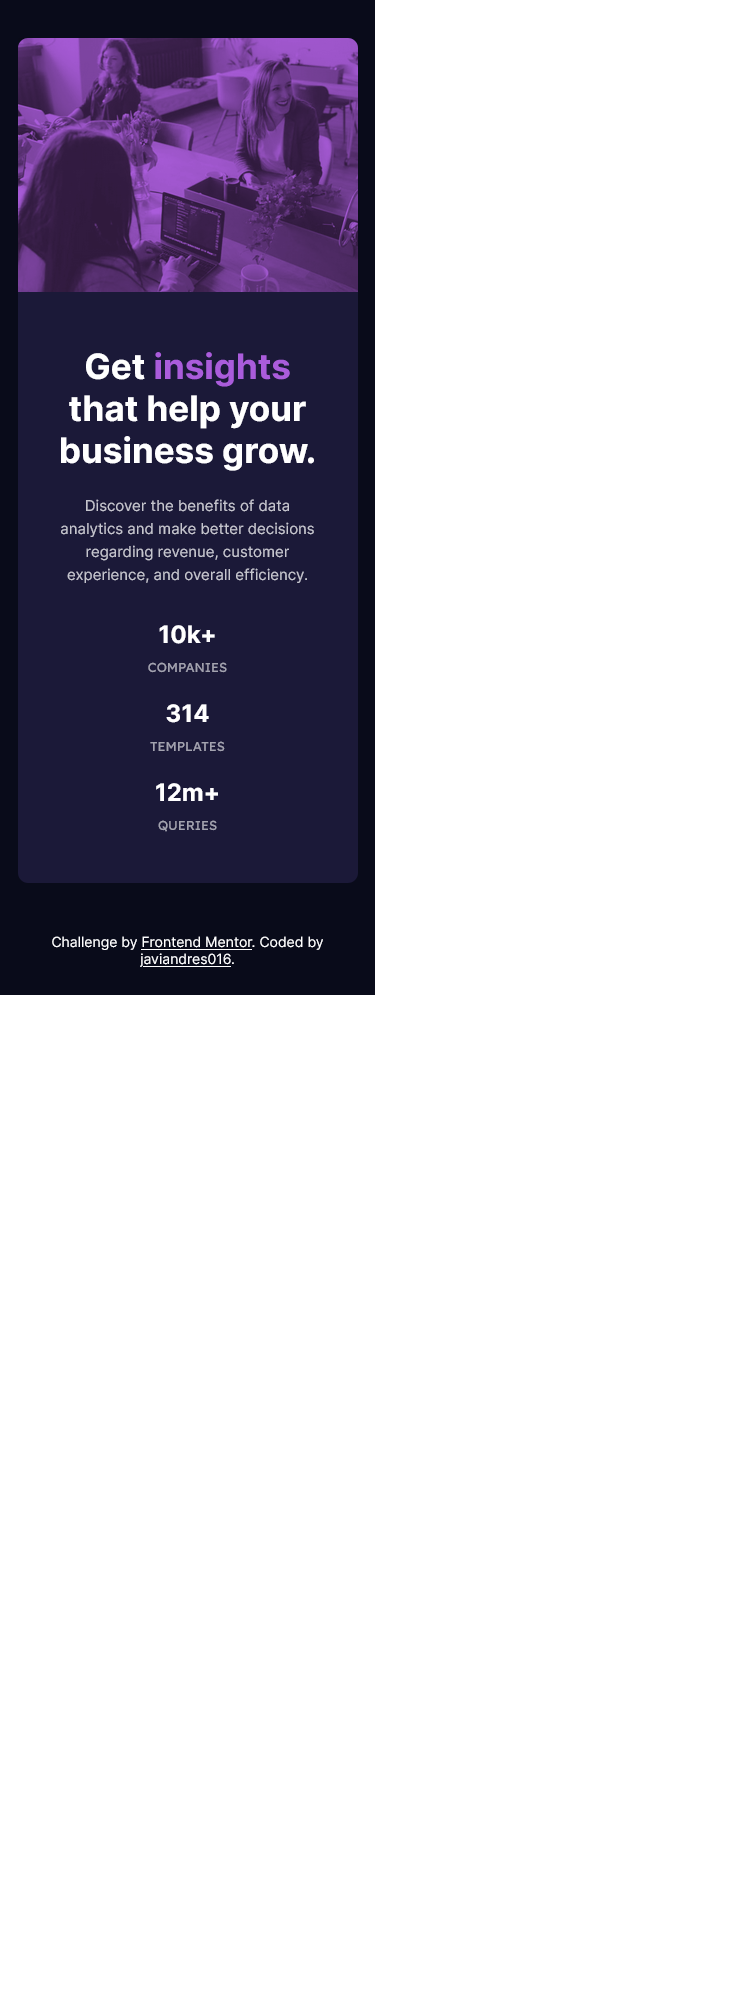 Get insights
that help your
business grow.
Discover the benefits of data
analytics and make better decisions
regarding revenue, customer
experience, and overall efficiency.
10k+
COMPANIES
314
TEMPLATES
12m+
QUERIES
Challenge by Frontend Mentor. Coded by
javiandres016.